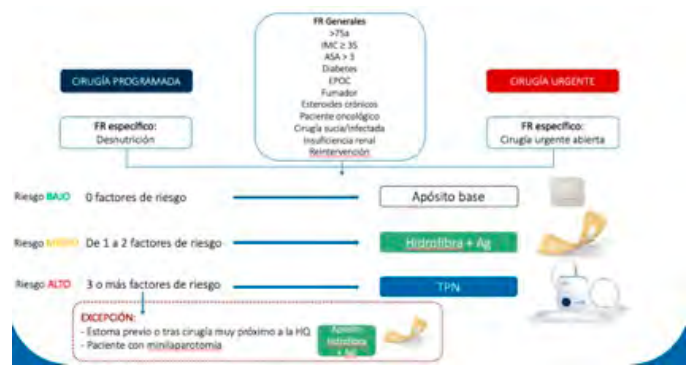 FR Generales
>75a
IMC ≥ 35
ASA > 3
Diabetes
EPOC
Fumador
Esteroides crónicos
Paciente oncológico
Cirugía sucia/infectada
Insuficiencia renal
Reintervención
CIRUGÍA PROGRAMADA
CIRUGÍA URGENTE
FR específico:
Desnutrición
FR específico:
Cirugía urgente abierta
Riesgo BAJO 0 factores de riesgo Apósito base
Riesgo MEDIO De 1 a 2 factores de riesgo Hidrofibra + Ag
Riesgo ALTO 3 o más factores de riesgo TPN
EXCEPCIÓN:
- Estoma previo o tras cirugía muy próximo a la HQ
- Paciente con minilaparotomía
Apósito
Hidrofibra
+ Ag